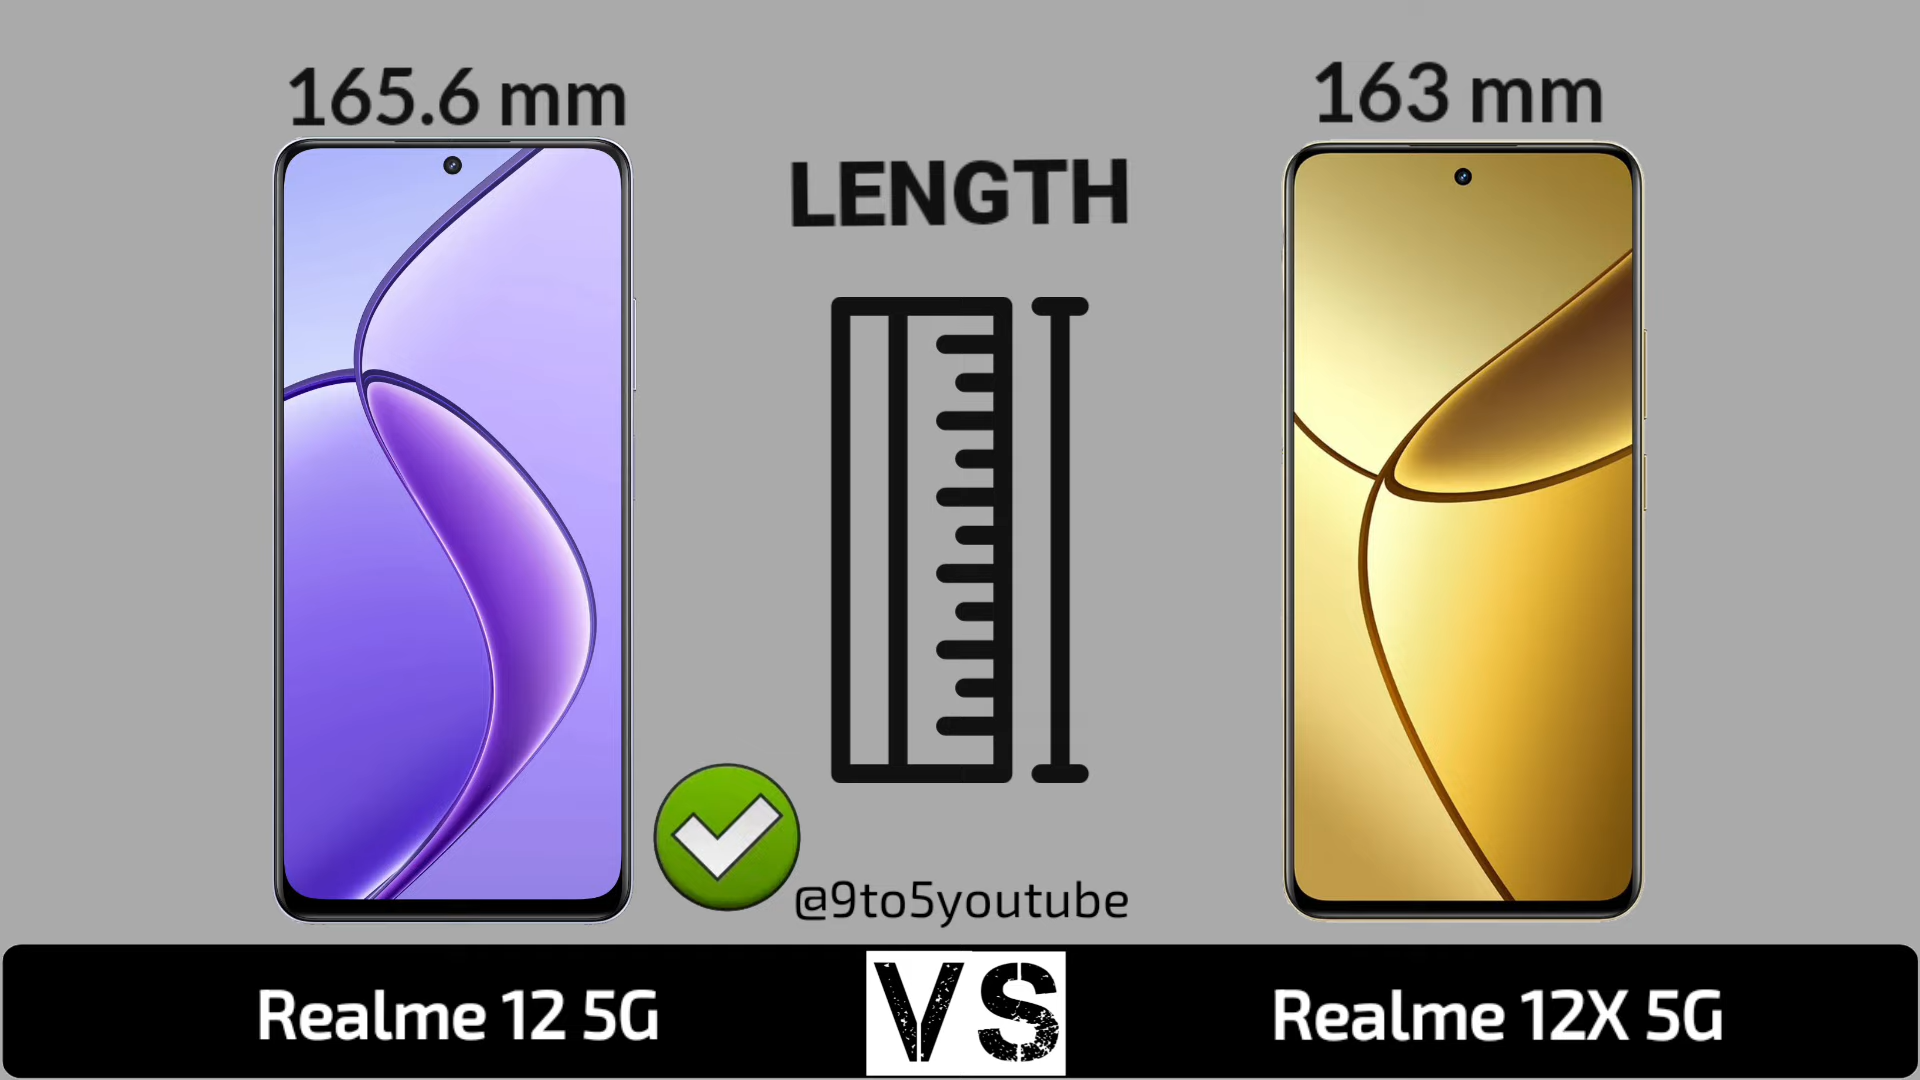 165.6 mm
163 mm
LENGTH
@9to5youtube
Realme 12 5G
VS
Realme 12X 5G